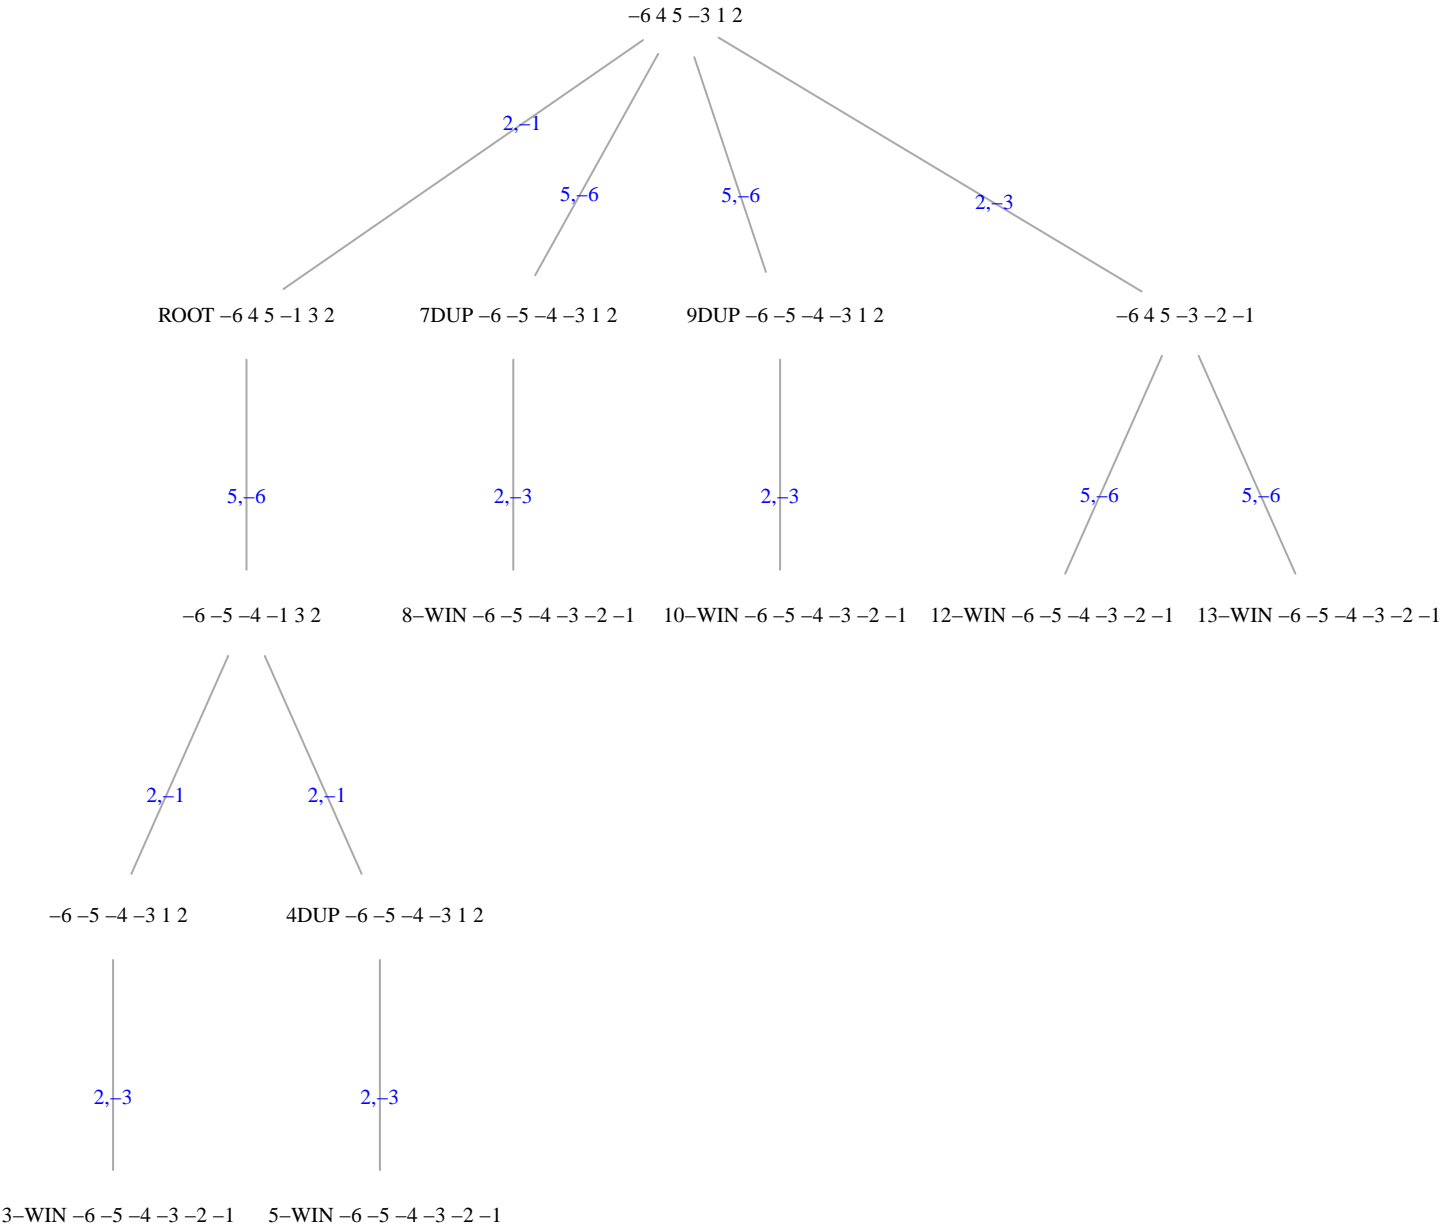 −6 4 5 −3 1 2
2,−1
5,−6
5,−6
2,−3
ROOT −6 4 5 −1 3 2
7DUP −6 −5 −4 −3 1 2
9DUP −6 −5 −4 −3 1 2
−6 4 5 −3 −2 −1
5,−6
2,−3
2,−3
5,−6
5,−6
−6 −5 −4 −1 3 2
8−WIN −6 −5 −4 −3 −2 −1
10−WIN −6 −5 −4 −3 −2 −1
12−WIN −6 −5 −4 −3 −2 −1
13−WIN −6 −5 −4 −3 −2 −1
2,−1
2,−1
−6 −5 −4 −3 1 2
4DUP −6 −5 −4 −3 1 2
2,−3
2,−3
3−WIN −6 −5 −4 −3 −2 −1
5−WIN −6 −5 −4 −3 −2 −1